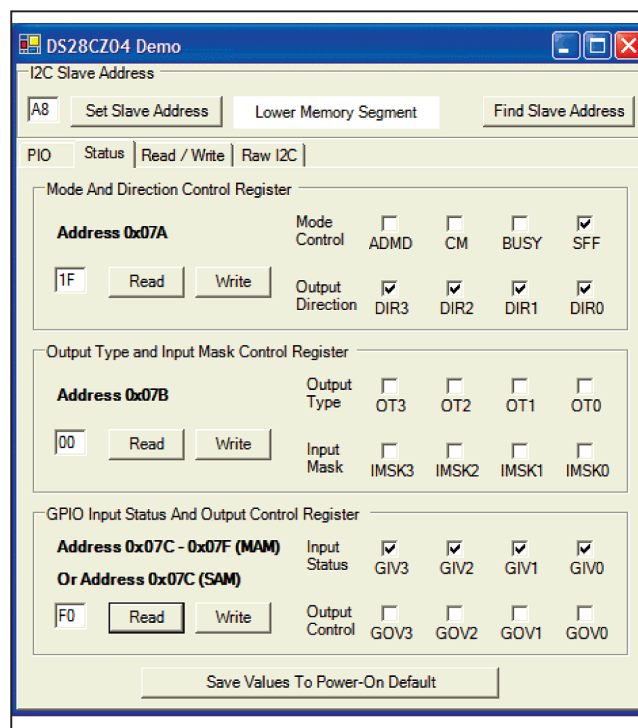 DS28CZ04 Demo
I2C Slave Address
A8 Set Slave Address Lower Memory Segment Find Slave Address
PIO Status Read / Write Raw I2C
Mode And Direction Control Register
Address 0x07A
Mode Control ADMD CM BUSY SFF
1F Read Write
Output Direction DIR3 DIR2 DIR1 DIR0
Output Type and Input Mask Control Register
Address 0x07B
Output Type OT3 OT2 OT1 OT0
00 Read Write
Input Mask IMSK3 IMSK2 IMSK1 IMSK0
GPIO Input Status And Output Control Register
Address 0x07C - 0x07F (MAM)
Or Address 0x07C (SAM)
Input Status GIV3 GIV2 GIV1 GIV0
F0 Read Write
Output Control GOV3 GOV2 GOV1 GOV0
Save Values To Power-On Default